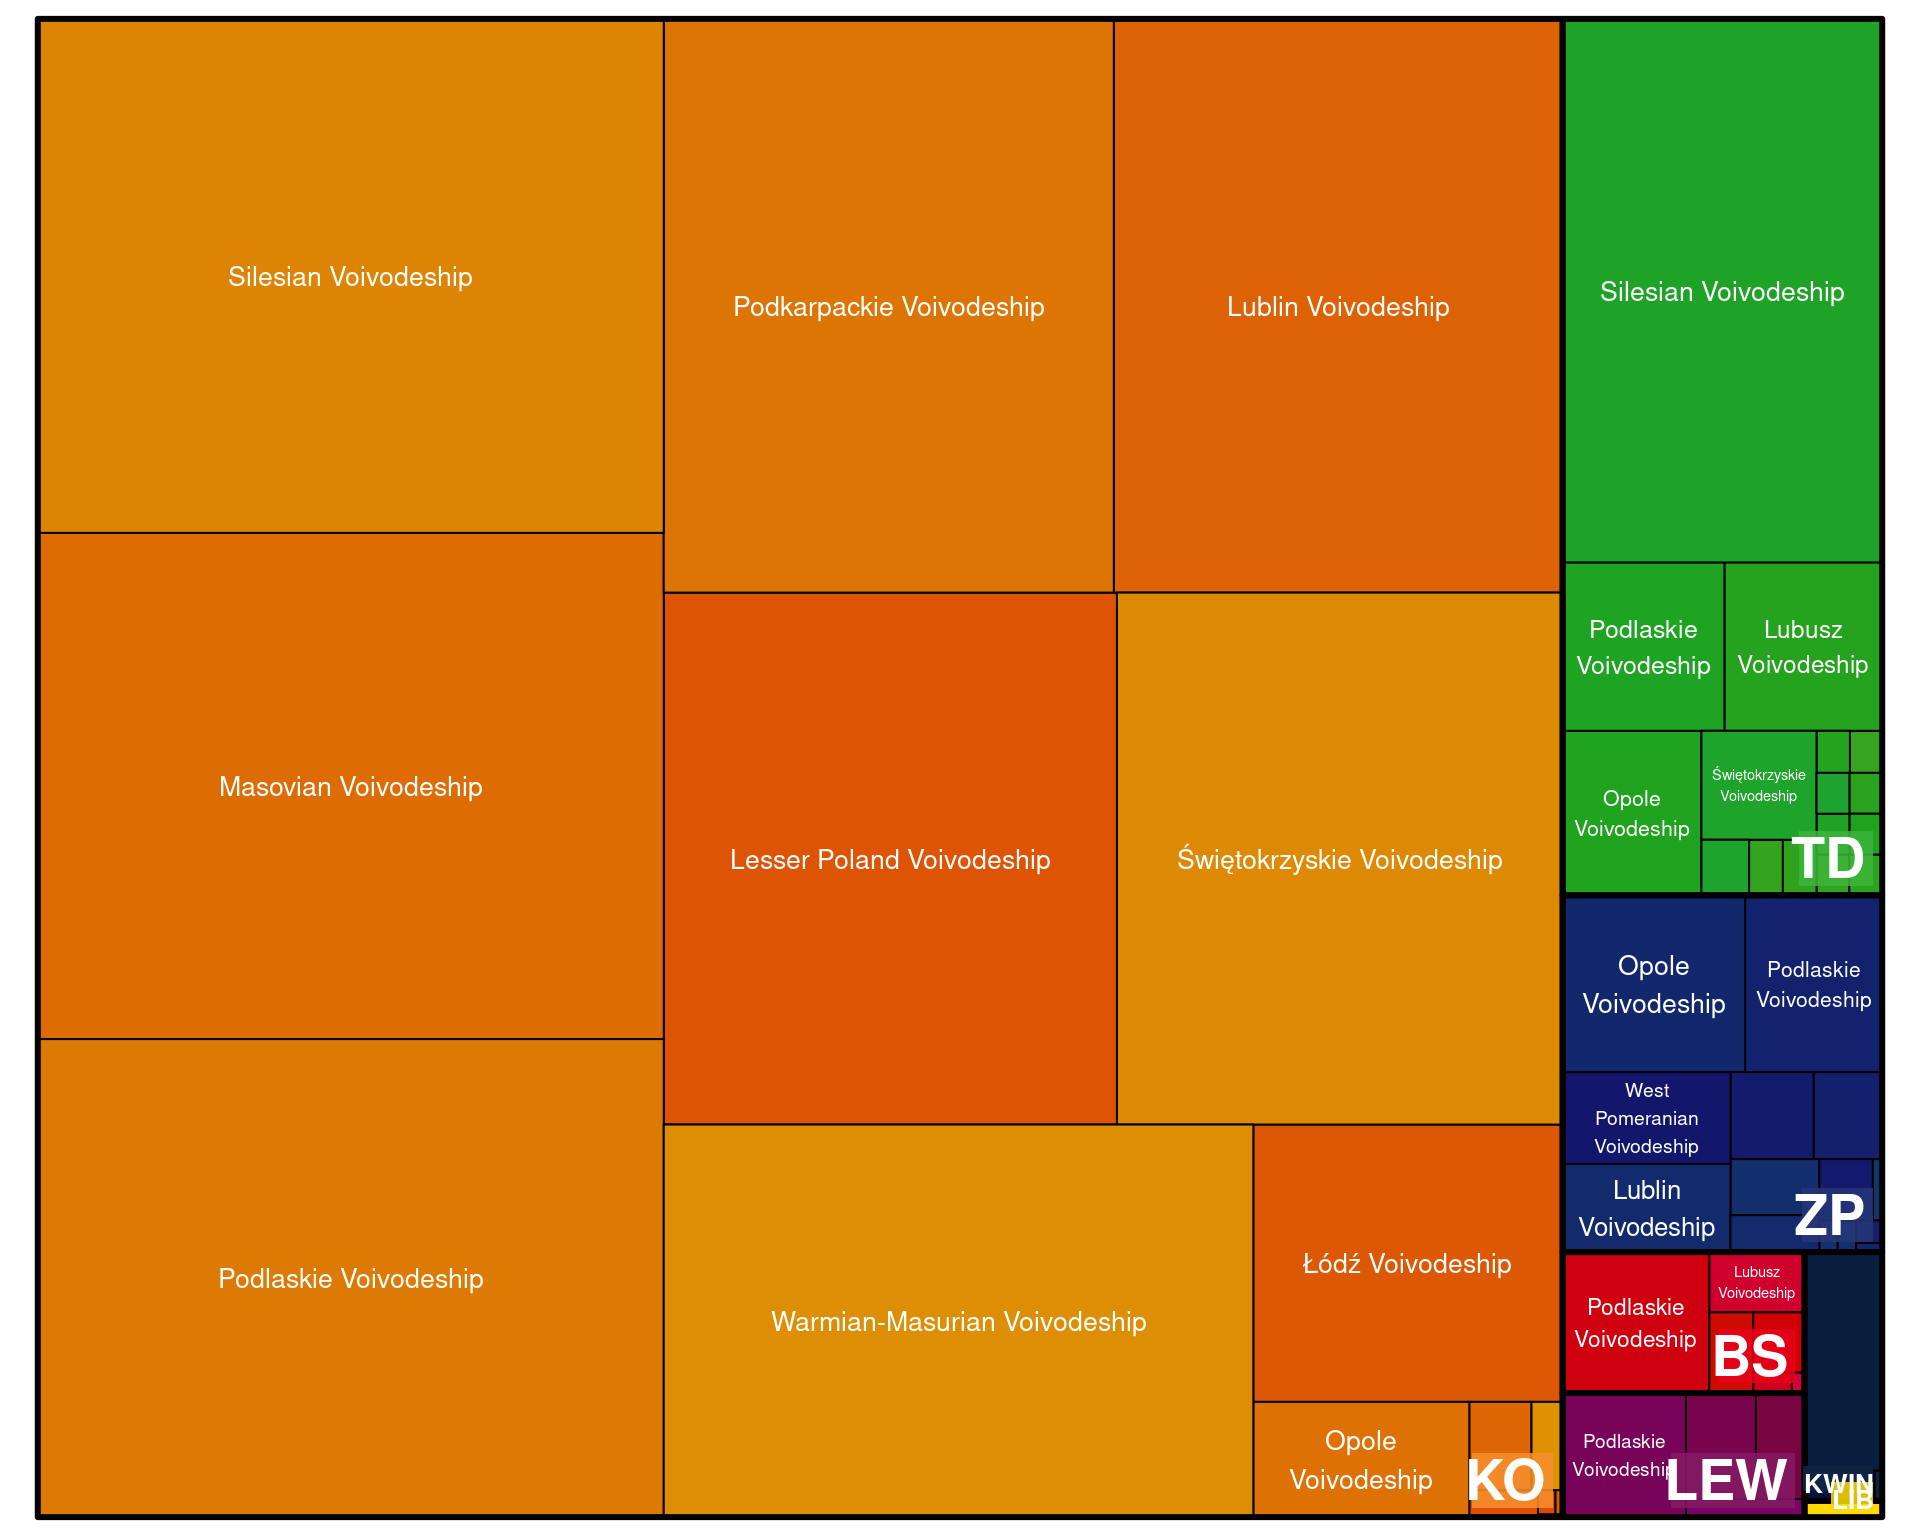 Silesian Voivodeship
Podkarpackie Voivodeship
Lublin Voivodeship
Silesian Voivodeship
Masovian Voivodeship
Lesser Poland Voivodeship
Świętokrzyskie Voivodeship
Podlaskie
Voivodeship
Lubusz
Voivodeship
Opole
Voivodeship
Świętokrzyskie
Voivodeship
TD
Opole
Voivodeship
Podlaskie
Voivodeship
West
Pomeranian
Voivodeship
Lublin
Voivodeship
ZP
Podlaskie Voivodeship
Warmian-Masurian Voivodeship
Łódź Voivodeship
Opole
Voivodeship
KO
Podlaskie
Voivodeship
Lubusz
Voivodeship
BS
Podlaskie
Voivodeship
LEW
KWIN
LIB